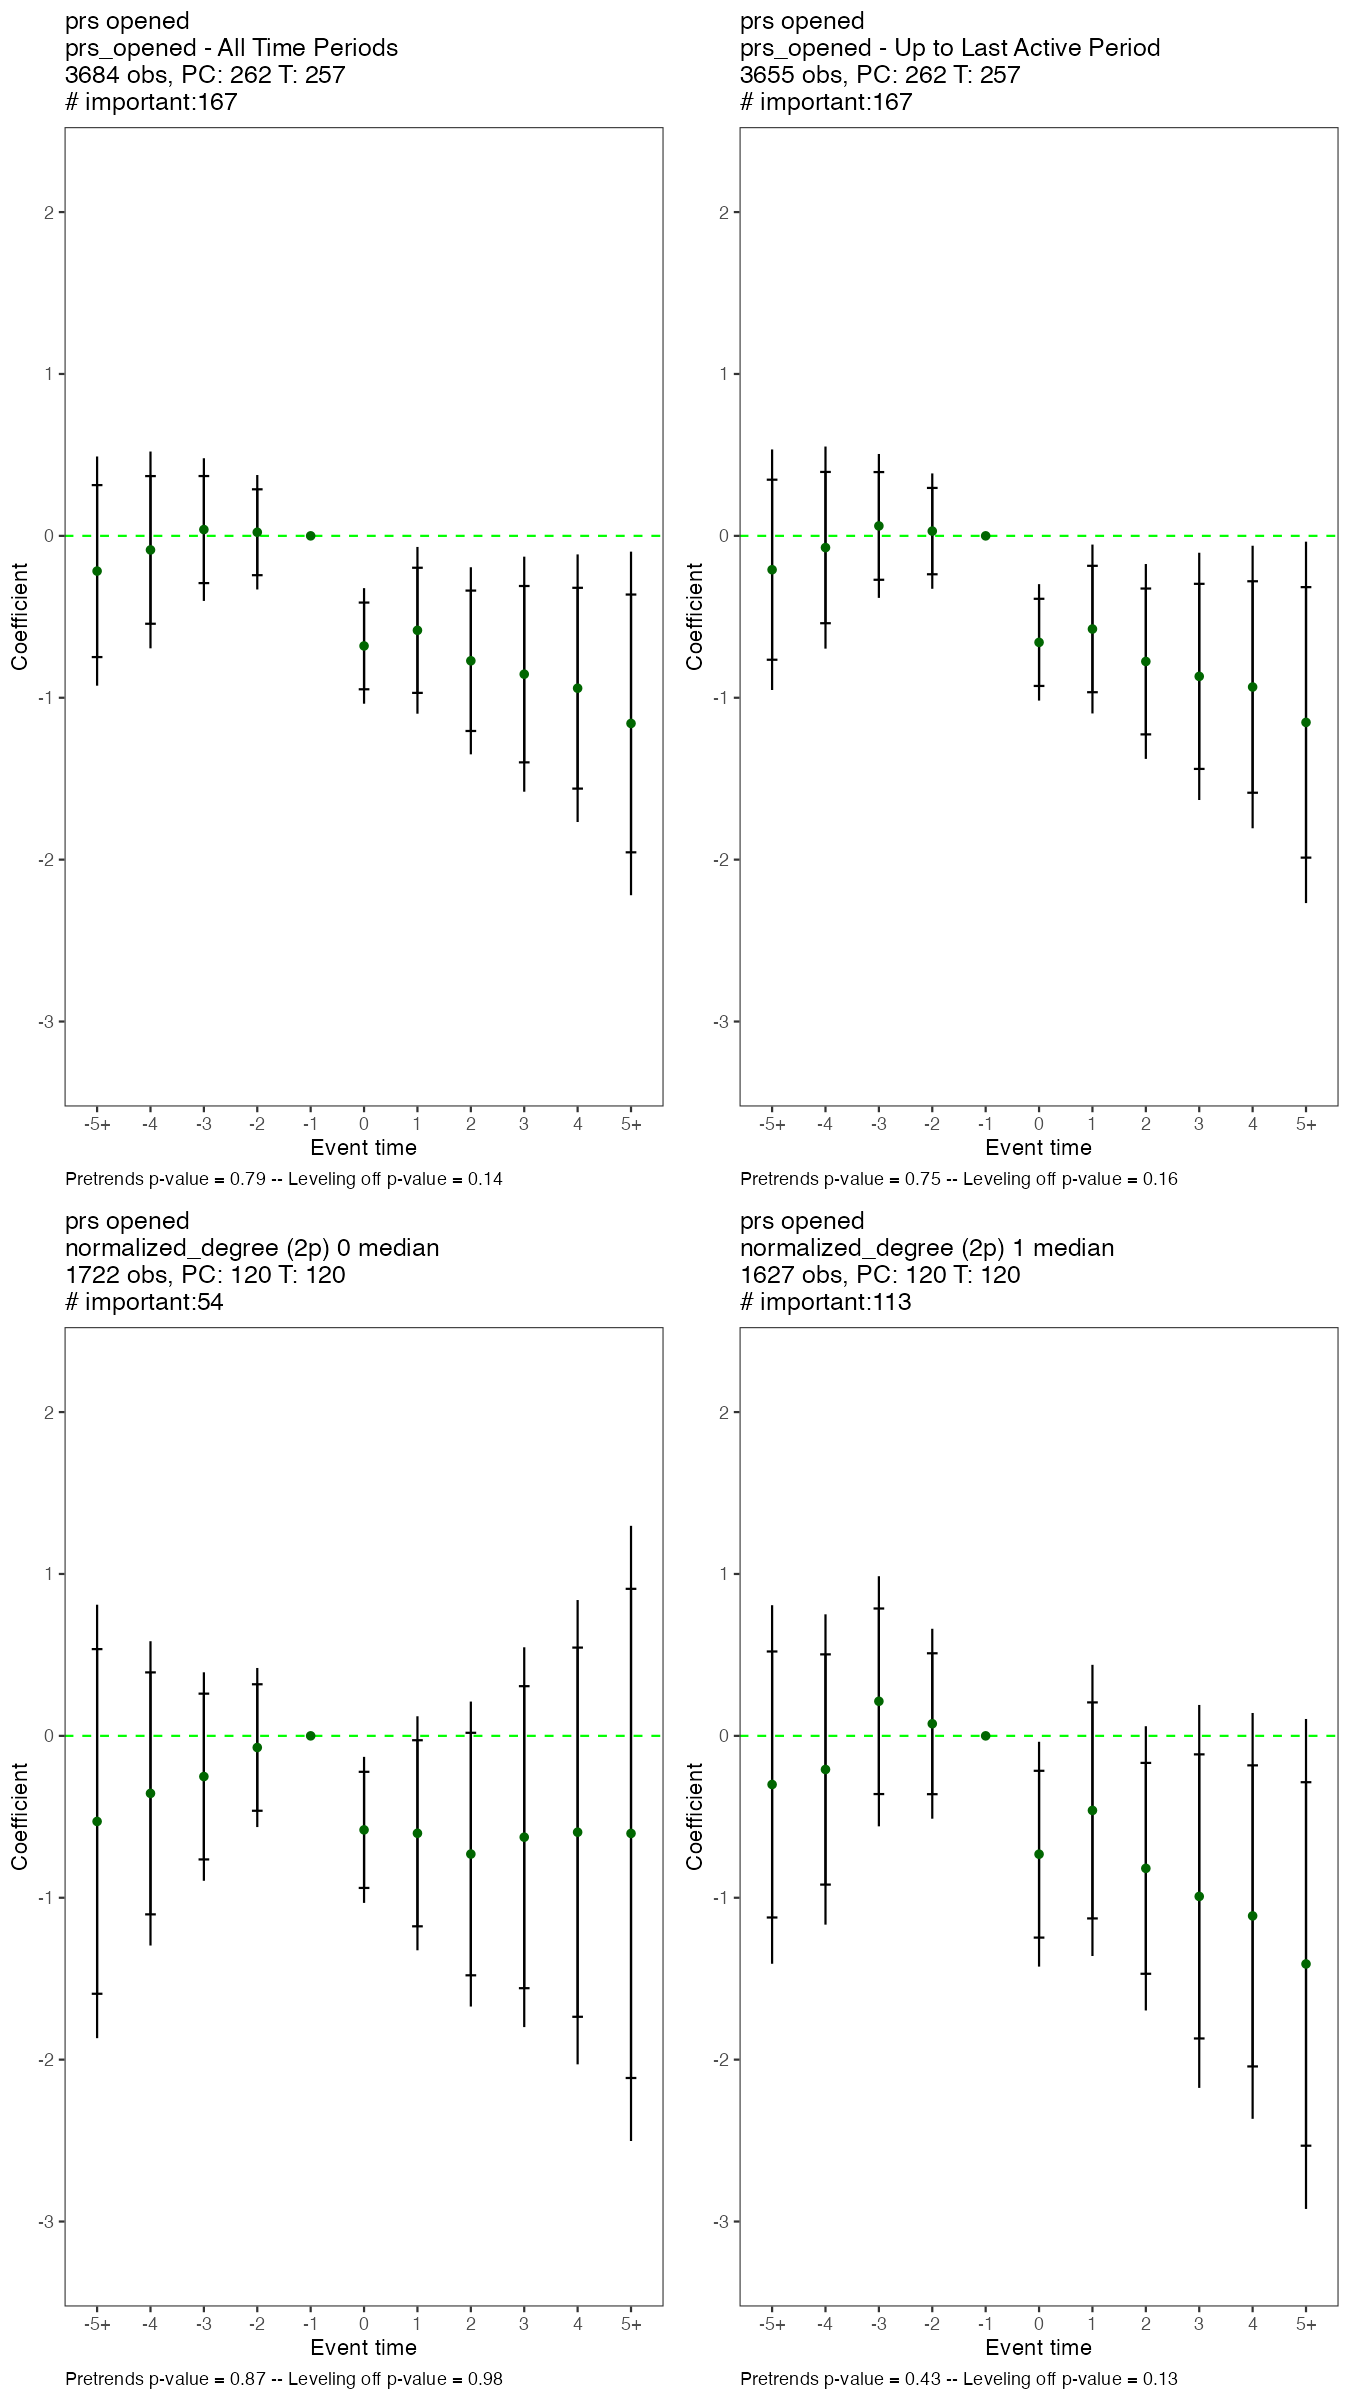 prs opened
prs_opened - All Time Periods
3684 obs, PC: 262 T: 257
# important:167
2
1
0
-1
-2
-3
Coefficient
-5+ -4 -3 -2 -1 0 1 2 3 4 5+
Event time
Pretrends p-value = 0.79 -- Leveling off p-value = 0.14
prs opened
prs_opened - Up to Last Active Period
3655 obs, PC: 262 T: 257
# important:167
2
1
0
-1
-2
-3
Coefficient
-5+ -4 -3 -2 -1 0 1 2 3 4 5+
Event time
Pretrends p-value = 0.75 -- Leveling off p-value = 0.16
prs opened
normalized_degree (2p) 0 median
1722 obs, PC: 120 T: 120
# important:54
2
1
0
-1
-2
-3
Coefficient
-5+ -4 -3 -2 -1 0 1 2 3 4 5+
Event time
Pretrends p-value = 0.87 -- Leveling off p-value = 0.98
prs opened
normalized_degree (2p) 1 median
1627 obs, PC: 120 T: 120
# important:113
2
1
0
-1
-2
-3
Coefficient
-5+ -4 -3 -2 -1 0 1 2 3 4 5+
Event time
Pretrends p-value = 0.43 -- Leveling off p-value = 0.13